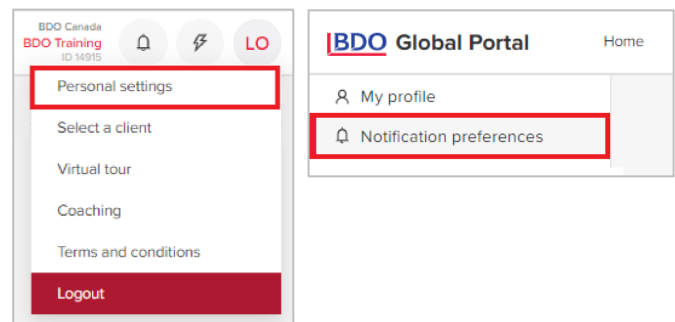 BDO Canada
BDO Training
ID 14915
LO
Personal settings
Select a client
Virtual tour
Coaching
Terms and conditions
Logout
BDO Global Portal
Home
My profile
Notification preferences